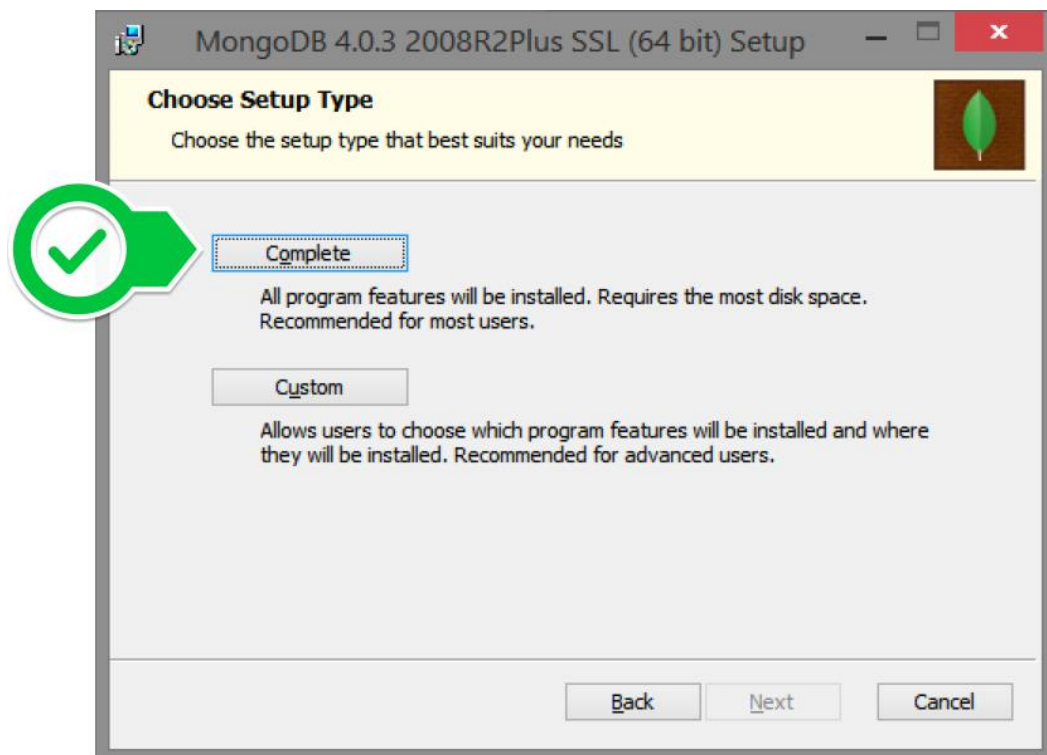 MongoDB 4.0.3 2008R2Plus SSL (64 bit) Setup
Choose Setup Type
Choose the setup type that best suits your needs
Complete
All program features will be installed. Requires the most disk space.
Recommended for most users.
Custom
Allows users to choose which program features will be installed and where
they will be installed. Recommended for advanced users.
Back Next Cancel